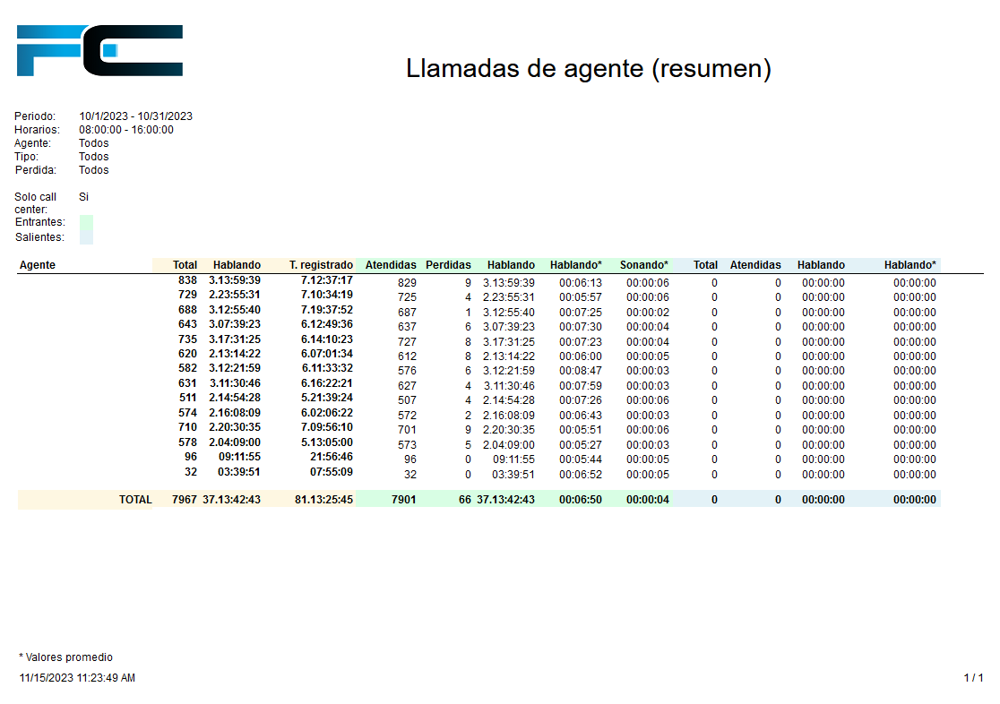 FC
Llamadas de agente (resumen)
Periodo: 10/1/2023 - 10/31/2023
Horarios: 08:00:00 - 16:00:00
Agente: Todos
Tipo: Todos
Perdida: Todos
Solo call center: Si
Entrantes:
Salientes:
Agente Total Hablando T. registrado Atendidas Perdidas Hablando Hablando* Sonando* Total Atendidas Hablando Hablando*
838 3.13:59:39 7.12:37:17 829 9 3.13:59:39 00:06:13 00:00:06 0 0 00:00:00 00:00:00
729 2.23:55:31 7.10:34:19 725 4 2.23:55:31 00:05:57 00:00:06 0 0 00:00:00 00:00:00
688 3.12:55:40 7.19:37:52 687 1 3.12:55:40 00:07:25 00:00:02 0 0 00:00:00 00:00:00
643 3.07:39:23 6.12:49:36 637 6 3.07:39:23 00:07:30 00:00:04 0 0 00:00:00 00:00:00
735 3.17:31:25 6.14:10:23 727 8 3.17:31:25 00:07:23 00:00:04 0 0 00:00:00 00:00:00
620 2.13:14:22 6.07:01:34 612 8 2.13:14:22 00:06:00 00:00:05 0 0 00:00:00 00:00:00
582 3.12:21:59 6.11:33:32 576 6 3.12:21:59 00:08:47 00:00:03 0 0 00:00:00 00:00:00
631 3.11:30:46 6.16:22:21 627 4 3.11:30:46 00:07:59 00:00:03 0 0 00:00:00 00:00:00
511 2.14:54:28 5.21:39:24 507 4 2.14:54:28 00:07:26 00:00:06 0 0 00:00:00 00:00:00
574 2.16:08:09 6.02:06:22 572 2 2.16:08:09 00:06:43 00:00:03 0 0 00:00:00 00:00:00
710 2.20:30:35 7.09:56:10 701 9 2.20:30:35 00:05:51 00:00:06 0 0 00:00:00 00:00:00
578 2.04:09:00 5.13:05:00 573 5 2.04:09:00 00:05:27 00:00:03 0 0 00:00:00 00:00:00
96 09:11:55 21:56:46 96 0 09:11:55 00:05:44 00:00:05 0 0 00:00:00 00:00:00
32 03:39:51 07:55:09 32 0 03:39:51 00:06:52 00:00:05 0 0 00:00:00 00:00:00
TOTAL 7967 37.13:42:43 81.13:25:45 7901 66 37.13:42:43 00:06:50 00:00:04 0 0 00:00:00 00:00:00
* Valores promedio
11/15/2023 11:23:49 AM 1 / 1